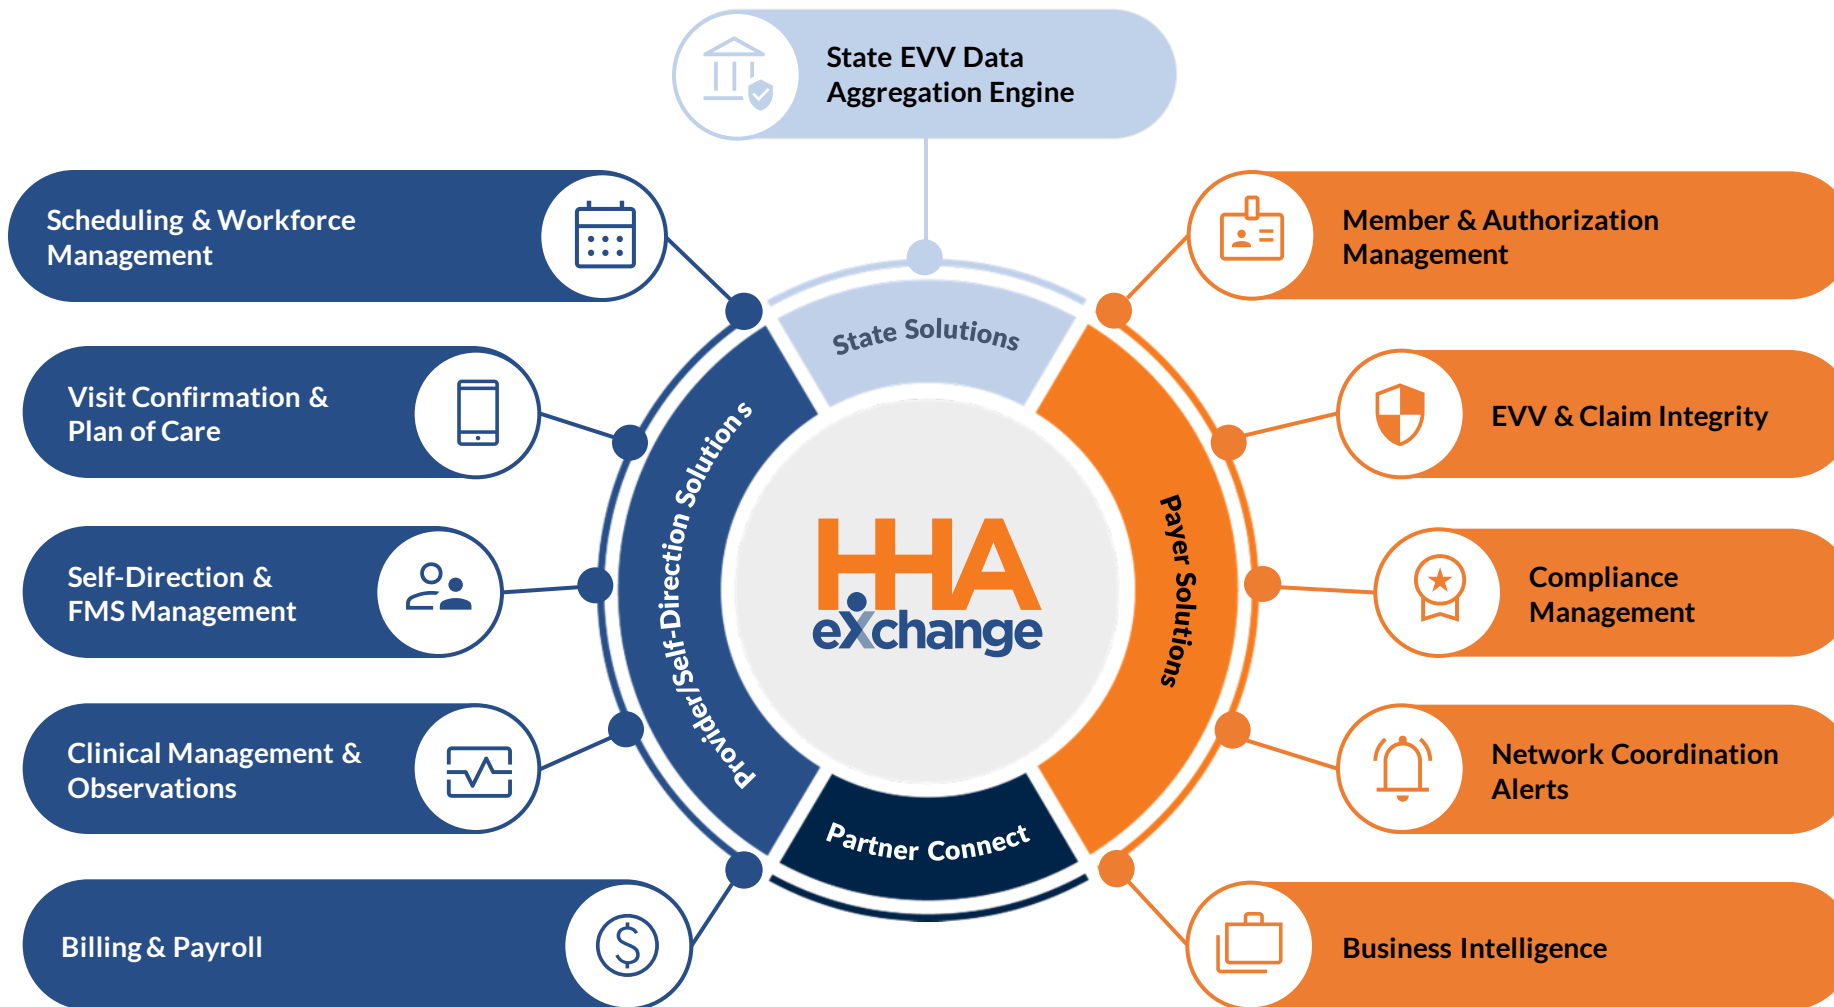 State EVV Data
Aggregation Engine
Scheduling & Workforce
Management
Visit Confirmation &
Plan of Care
Self-Direction &
FMS Management
Clinical Management &
Observations
Billing & Payroll
State Solutions
Provider/Self-Direction Solutions
HHA
eXchange
Payer Solutions
Partner Connect
Member & Authorization
Management
EVV & Claim Integrity
Compliance
Management
Network Coordination
Alerts
Business Intelligence